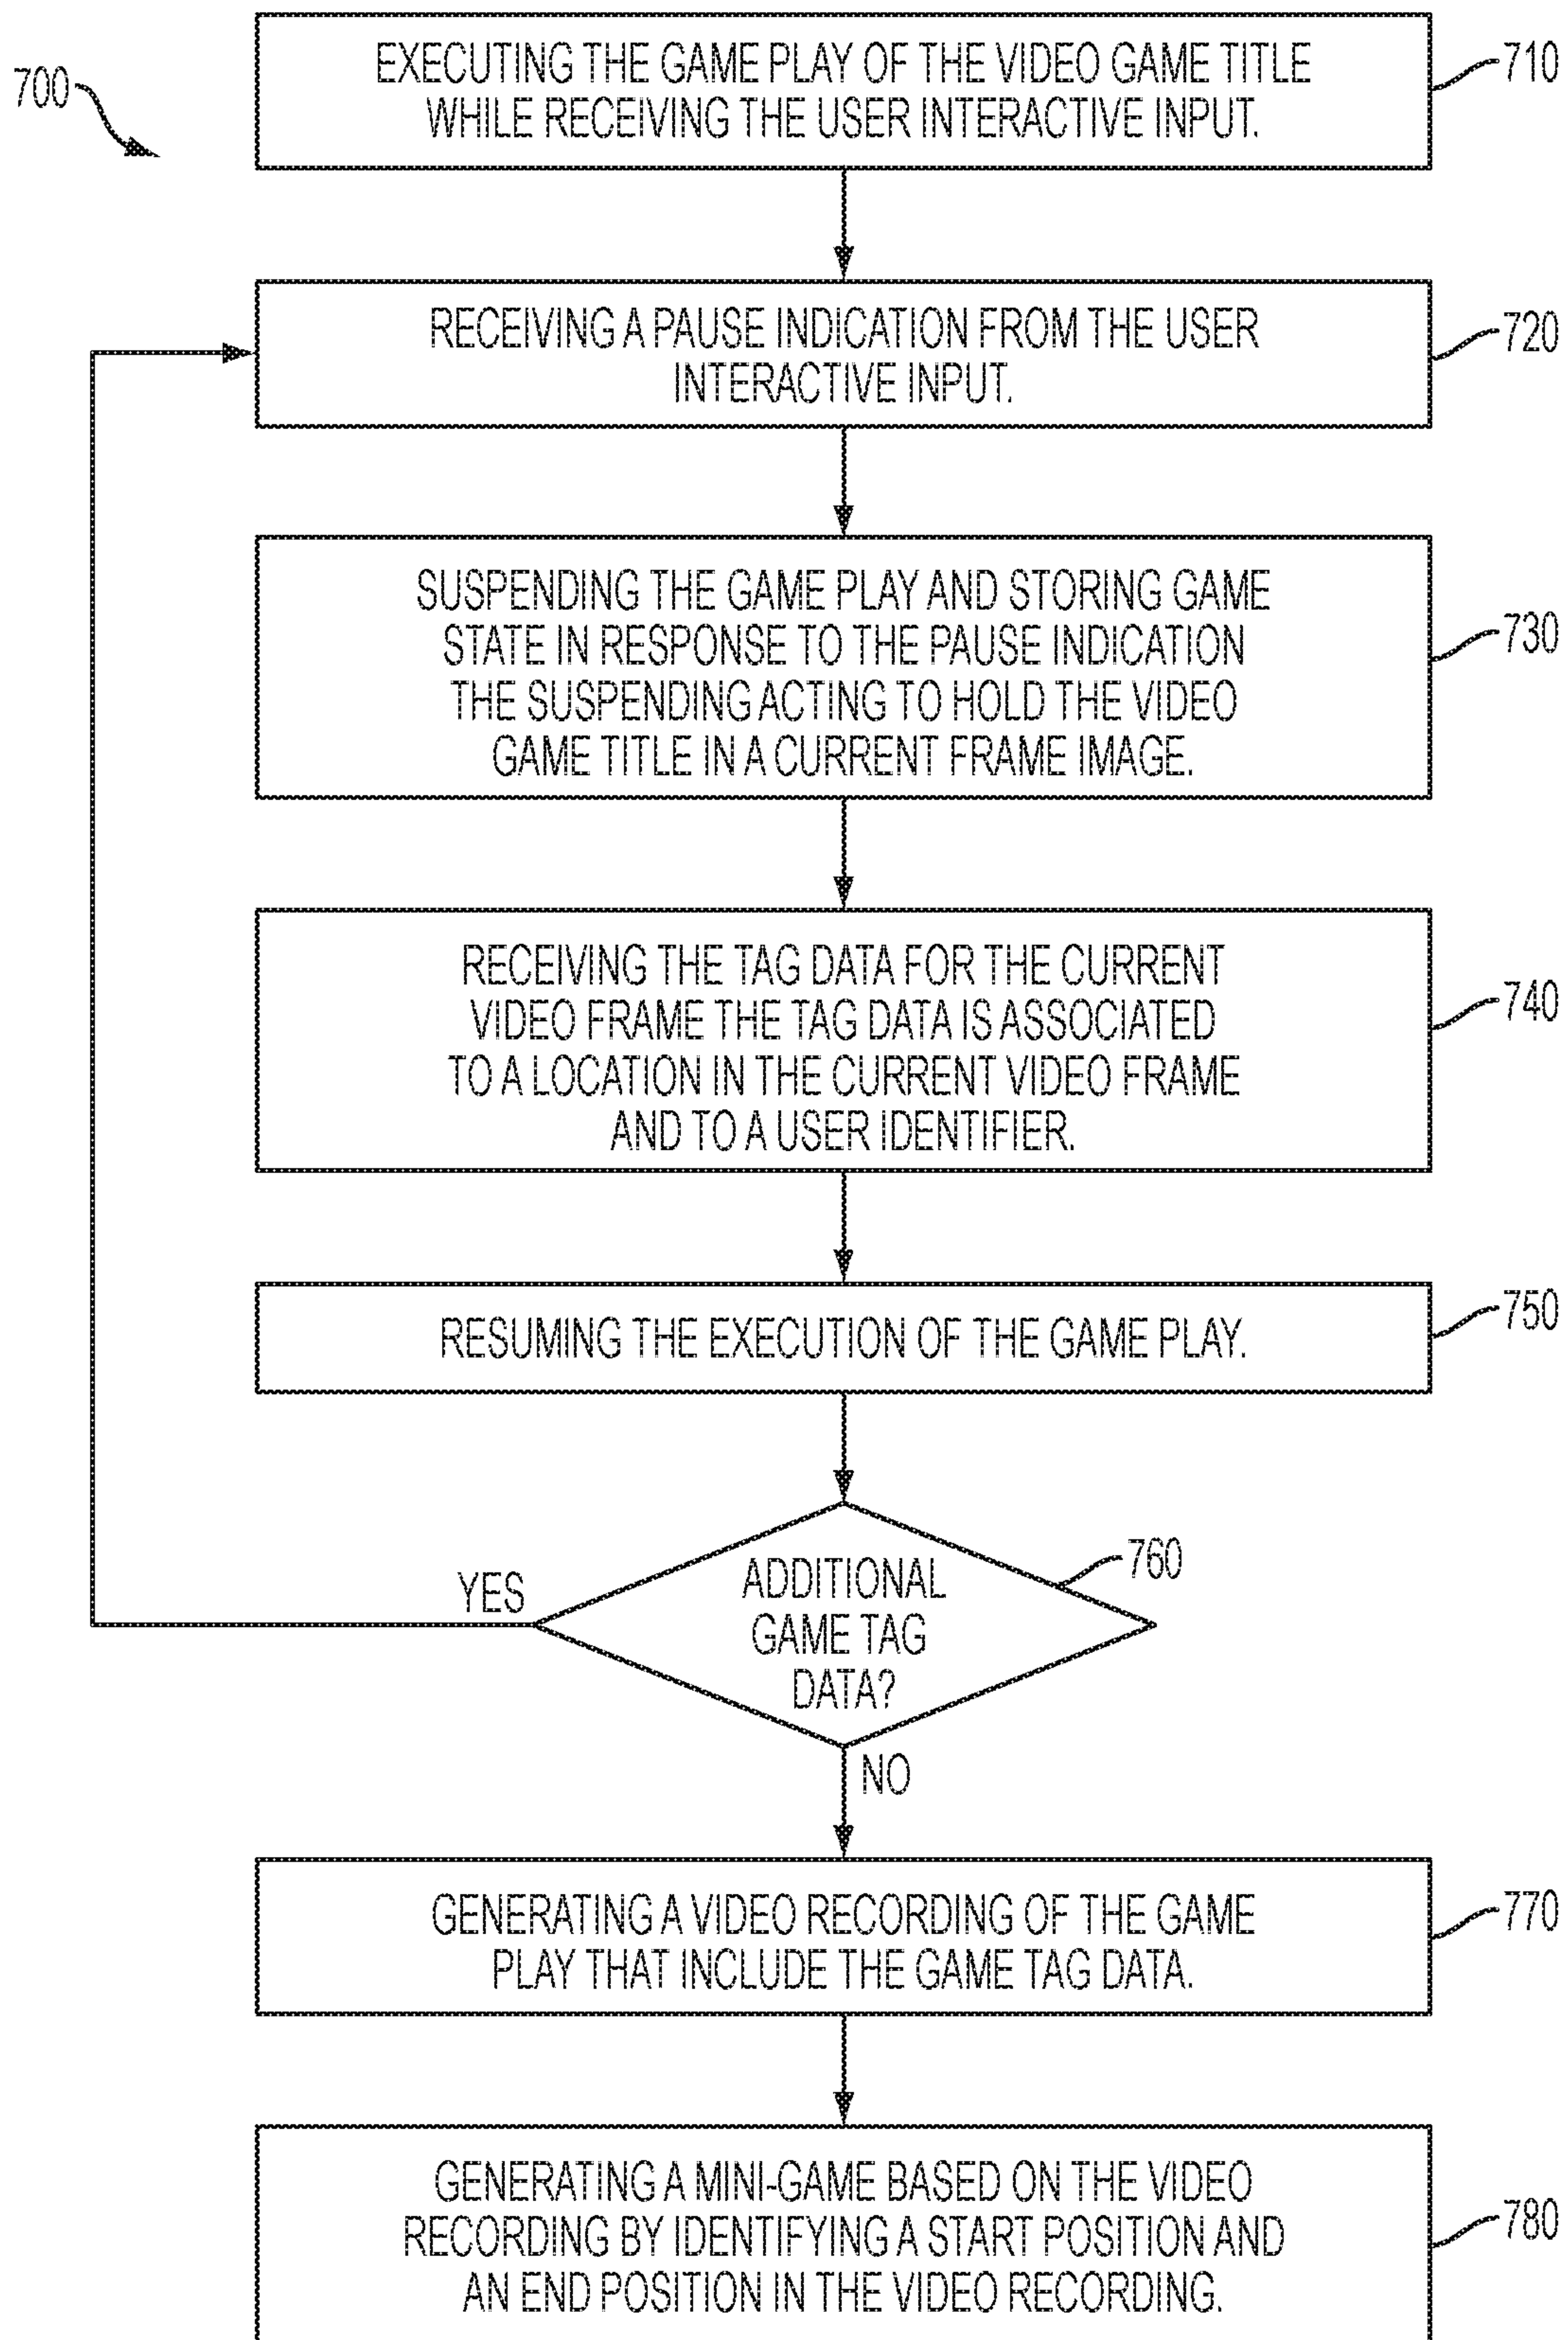 700
EXECUTING THE GAME PLAY OF THE VIDEO GAME TITLE
WHILE RECEIVING THE USER INTERACTIVE INPUT.
710
RECEIVING A PAUSE INDICATION FROM THE USER
INTERACTIVE INPUT.
720
SUSPENDING THE GAME PLAY AND STORING GAME
STATE IN RESPONSE TO THE PAUSE INDICATION
THE SUSPENDING ACTING TO HOLD THE VIDEO
GAME TITLE IN A CURRENT FRAME IMAGE.
730
RECEIVING THE TAG DATA FOR THE CURRENT
VIDEO FRAME THE TAG DATA IS ASSOCIATED
TO A LOCATION IN THE CURRENT VIDEO FRAME
AND TO A USER IDENTIFIER.
740
RESUMING THE EXECUTION OF THE GAME PLAY.
750
ADDITIONAL
GAME TAG
DATA?
760
YES
NO
GENERATING A VIDEO RECORDING OF THE GAME
PLAY THAT INCLUDE THE GAME TAG DATA.
770
GENERATING A MINI-GAME BASED ON THE VIDEO
RECORDING BY IDENTIFYING A START POSITION AND
AN END POSITION IN THE VIDEO RECORDING.
780